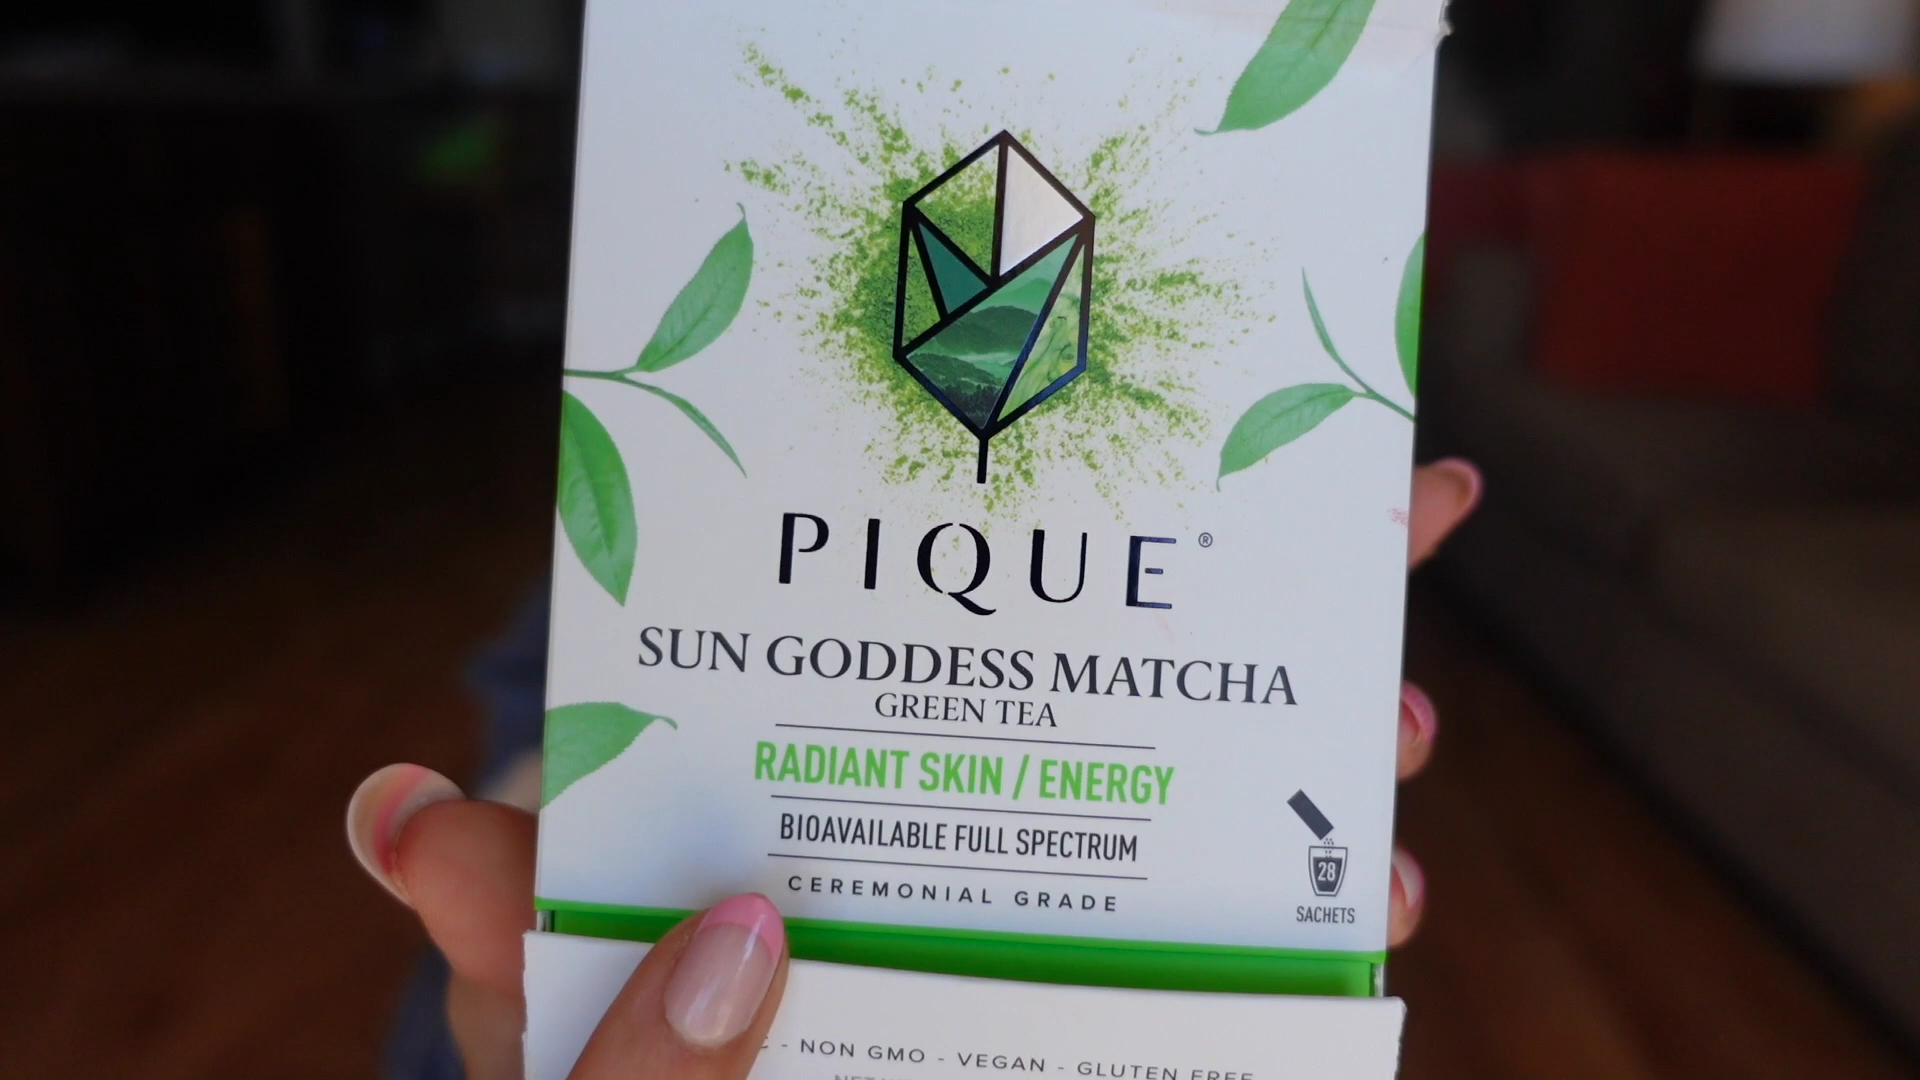 PIQUE®
SUN GODDESS MATCHA
GREEN TEA
RADIANT SKIN / ENERGY
BIOAVAILABLE FULL SPECTRUM
CEREMONIAL GRADE
28
SACHETS
- NON GMO - VEGAN - GLUTEN FREE